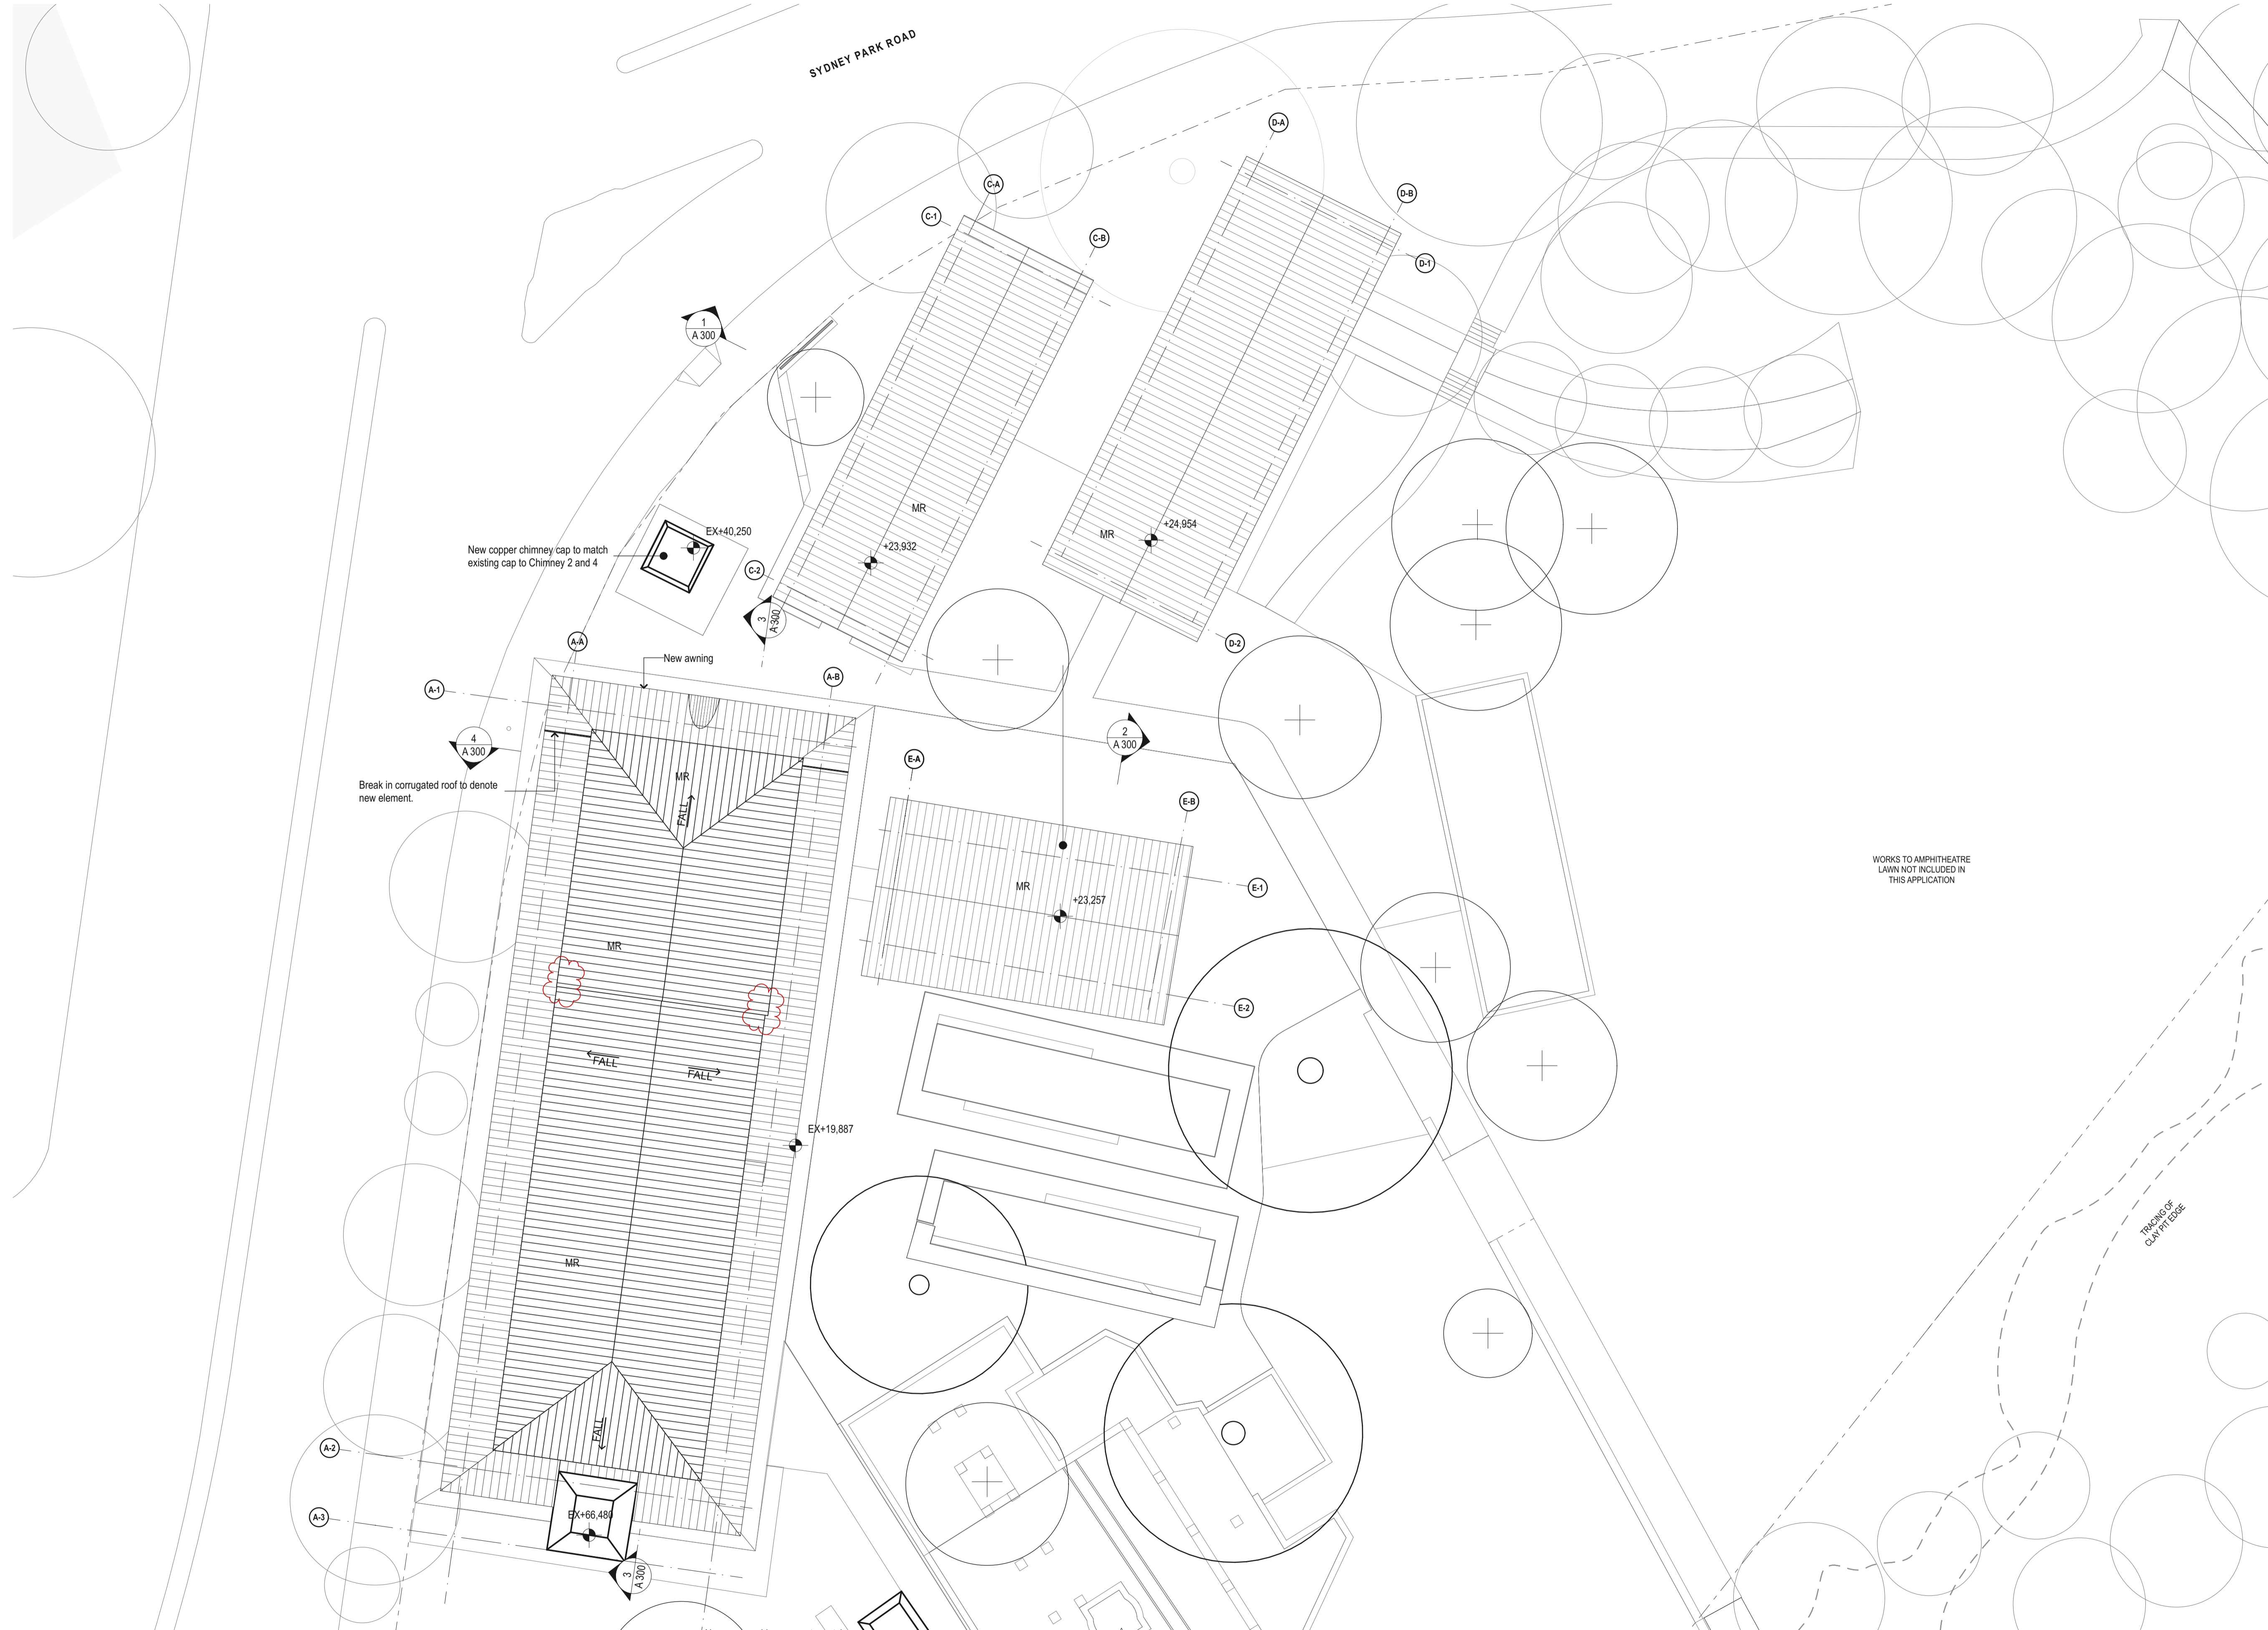 SYDNEY PARK ROAD
D-A
C-A
D-B
C-1
C-B
D-1
1
A 300
MR
EX+40,250
+24,954
MR
New copper chimney cap to match
existing cap to Chimney 2 and 4
+23,932
C-2
3
A 300
A-A
D-2
New awning
A-B
A-1
2
A 300
4
A 300
E-A
MR
Break in corrugated roof to denote
new element.
E-B
FALL
WORKS TO AMPHITHEATRE
LAWN NOT INCLUDED IN
THIS APPLICATION
MR
E-1
+23,257
MR
E-2
FALL
FALL
EX+19,887
TRACING OF
CLAY PIT EDGE
MR
FALL
A-2
A-3
EX+66,480
3
A 300